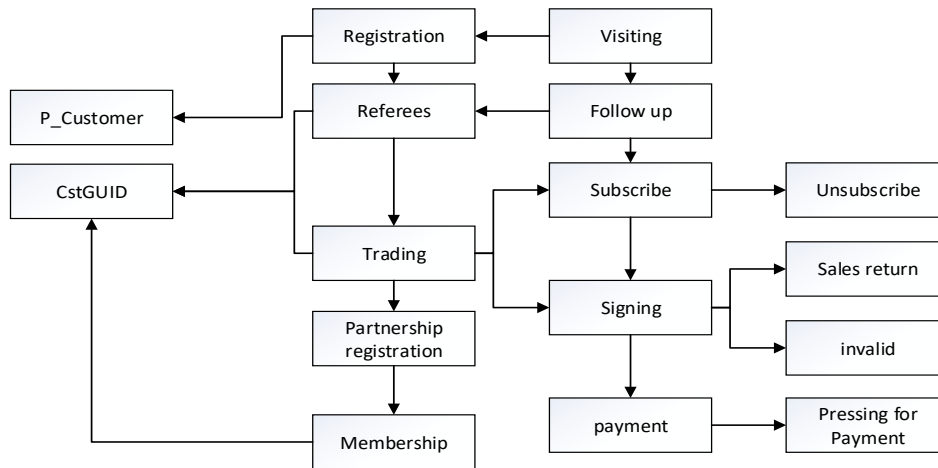 Registration
Visiting
P_Customer
Referees
Follow up
CstGUID
Subscribe
Unsubscribe
Trading
Sales return
Signing
Partnership
registration
invalid
Membership
payment
Pressing for
Payment